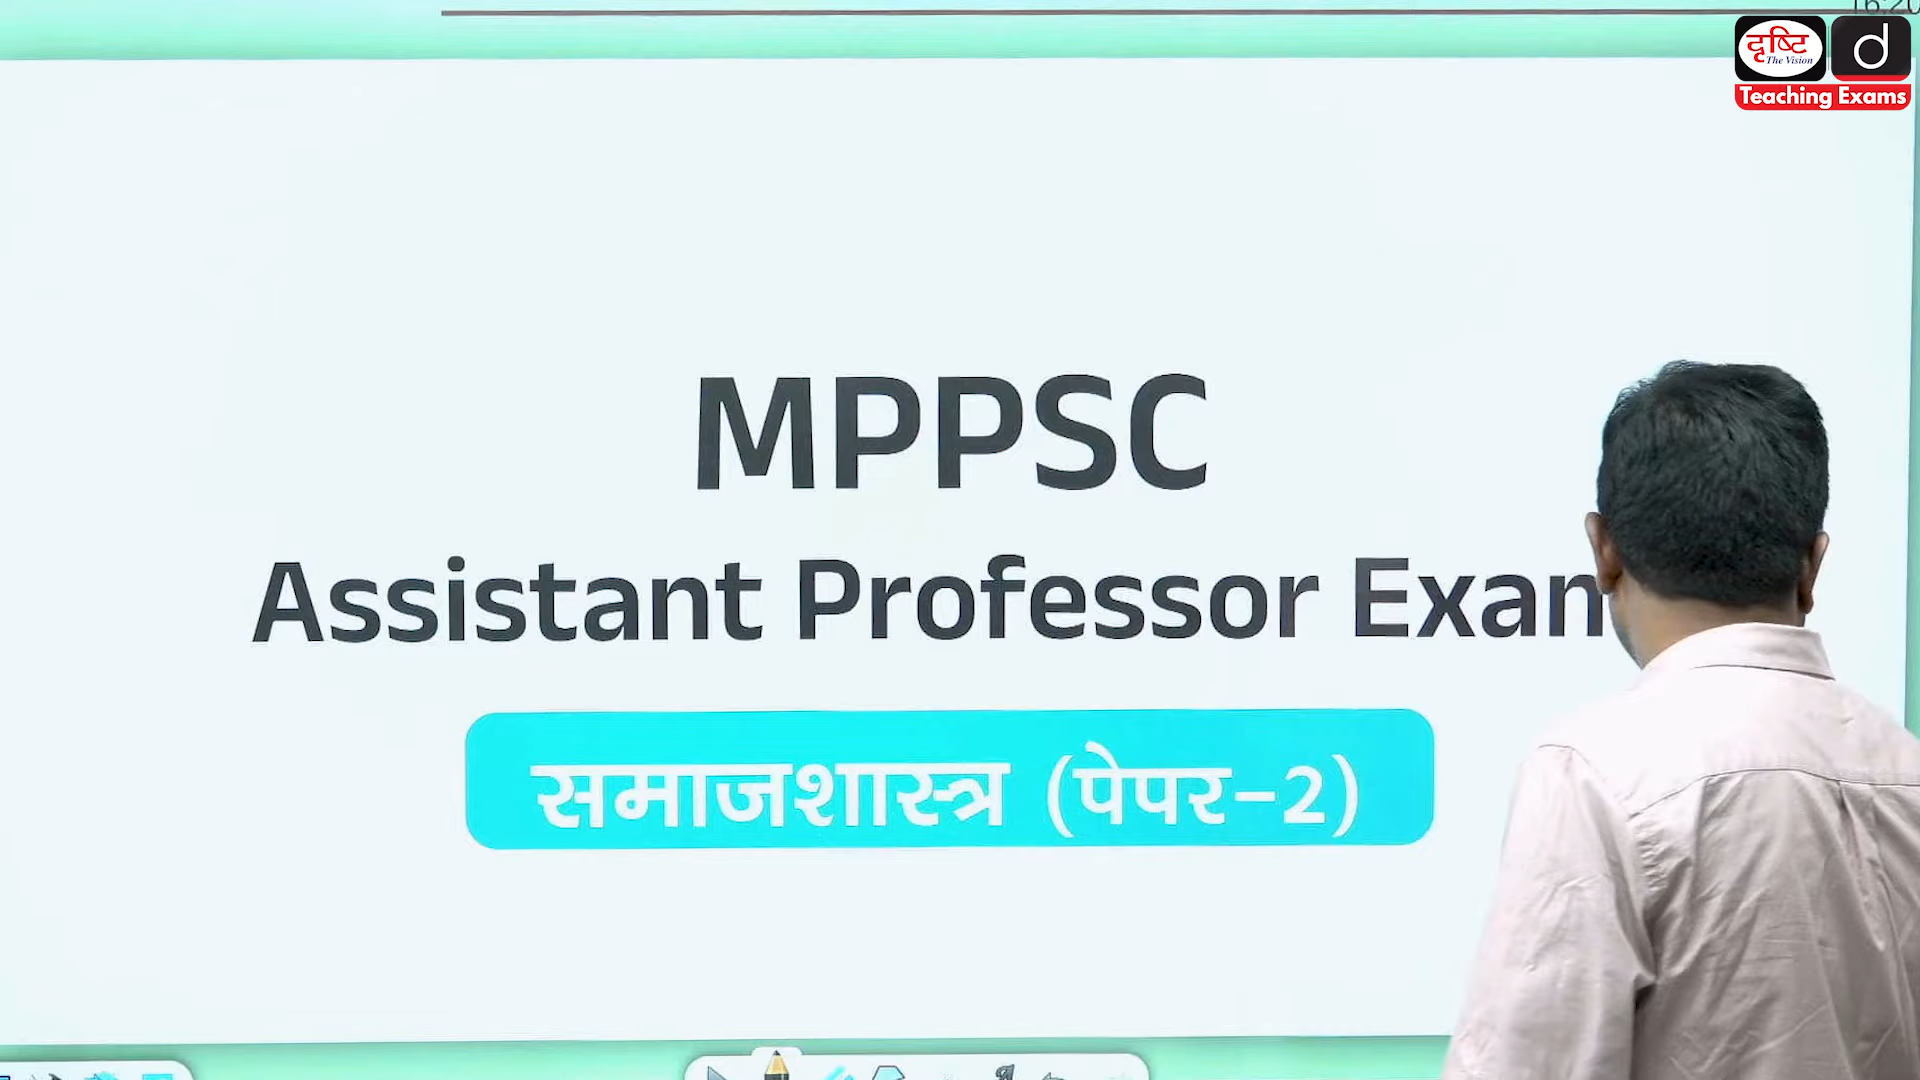 दृष्टि
The Vision
d
Teaching Exams
MPPSC
Assistant Professor Exam
समाजशास्त्र (पेपर-2)